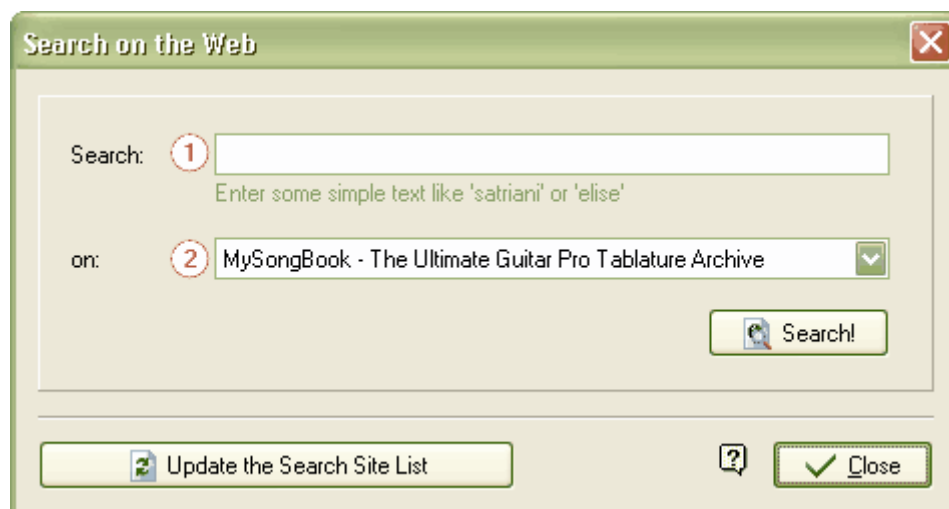 Search on the Web
Search: 1
Enter some simple text like 'satriani' or 'elise'
on: 2 MySongBook - The Ultimate Guitar Pro Tablature Archive
Search!
Update the Search Site List ? Close